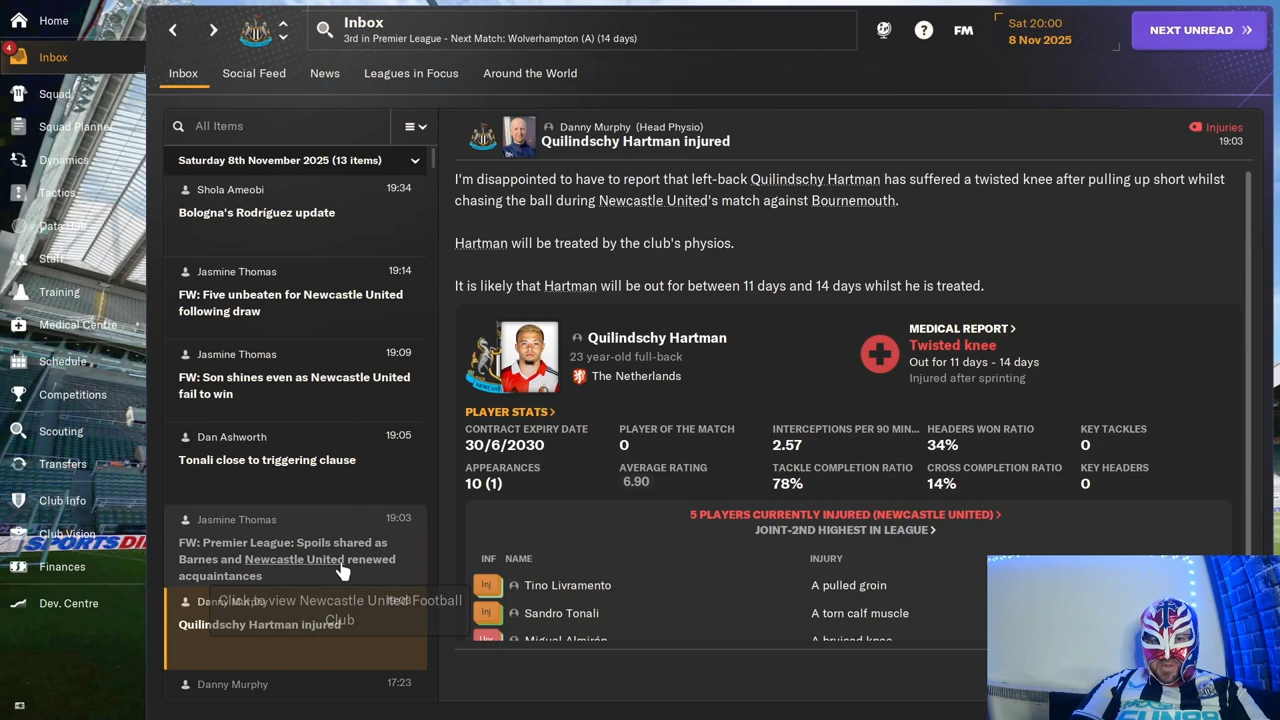 Home
4
Inbox
Squad
Squad Planner
Dynamics
Tactics
Data Hub
Staff
Training
Medical Centre
Schedule
Competitions
Scouting
Transfers
Club Info
Club Vision
SPORTS DI
Finances
Dev. Centre
Inbox
3rd in Premier League - Next Match: Wolverhampton (A) (14 days)
?
FM
Sat 20:00
8 Nov 2025
NEXT UNREAD
Inbox
Social Feed
News
Leagues in Focus
Around the World
All Items
Saturday 8th November 2025 (13 items)
Shola Ameobi 19:34
Bologna's Rodríguez update
Jasmine Thomas 19:14
FW: Five unbeaten for Newcastle United
following draw
Jasmine Thomas 19:09
FW: Son shines even as Newcastle United
fail to win
Dan Ashworth 19:05
Tonali close to triggering clause
Jasmine Thomas 19:03
FW: Premier League: Spoils shared as
Barnes and Newcastle United renewed
acquaintances
Danny Murphy 19:03
Quilindschy Hartman injured
Click to view Newcastle United Football
Club
Danny Murphy 17:23
Danny Murphy (Head Physio)
Quilindschy Hartman injured
Injuries
19:03
I'm disappointed to have to report that left-back Quilindschy Hartman has suffered a twisted knee after pulling up short whilst
chasing the ball during Newcastle United's match against Bournemouth.
Hartman will be treated by the club's physios.
It is likely that Hartman will be out for between 11 days and 14 days whilst he is treated.
Quilindschy Hartman
23 year-old full-back
The Netherlands
MEDICAL REPORT >
Twisted knee
Out for 11 days - 14 days
Injured after sprinting
PLAYER STATS >
CONTRACT EXPIRY DATE
30/6/2030
PLAYER OF THE MATCH
0
INTERCEPTIONS PER 90 MIN...
2.57
HEADERS WON RATIO
34%
KEY TACKLES
0
APPEARANCES
10 (1)
AVERAGE RATING
6.90
TACKLE COMPLETION RATIO
78%
CROSS COMPLETION RATIO
14%
KEY HEADERS
0
5 PLAYERS CURRENTLY INJURED (NEWCASTLE UNITED) >
JOINT-2ND HIGHEST IN LEAGUE >
INF NAME INJURY
Inj Tino Livramento A pulled groin
Inj Sandro Tonali A torn calf muscle
Miguel Almirón A bruised knee